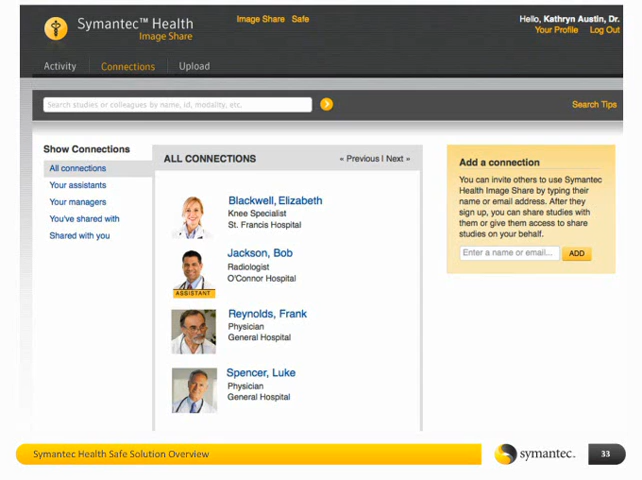 Symantec™ Health
Image Share
Image Share Safe
Hello, Kathryn Austin, Dr.
Your Profile Log Out
Activity Connections Upload
Search studies or colleagues by name, id, modality, etc.
Search Tips
Show Connections
All connections
Your assistants
Your managers
You've shared with
Shared with you
ALL CONNECTIONS
« Previous | Next »
Blackwell, Elizabeth
Knee Specialist
St. Francis Hospital
Jackson, Bob
Radiologist
O'Connor Hospital
ASSISTANT
Reynolds, Frank
Physician
General Hospital
Spencer, Luke
Physician
General Hospital
Add a connection
You can invite others to use Symantec
Health Image Share by typing their
name or email address. After they
sign up, you can share studies with
them or give them access to share
studies on your behalf.
Enter a name or email... ADD
Symantec Health Safe Solution Overview
symantec.
33